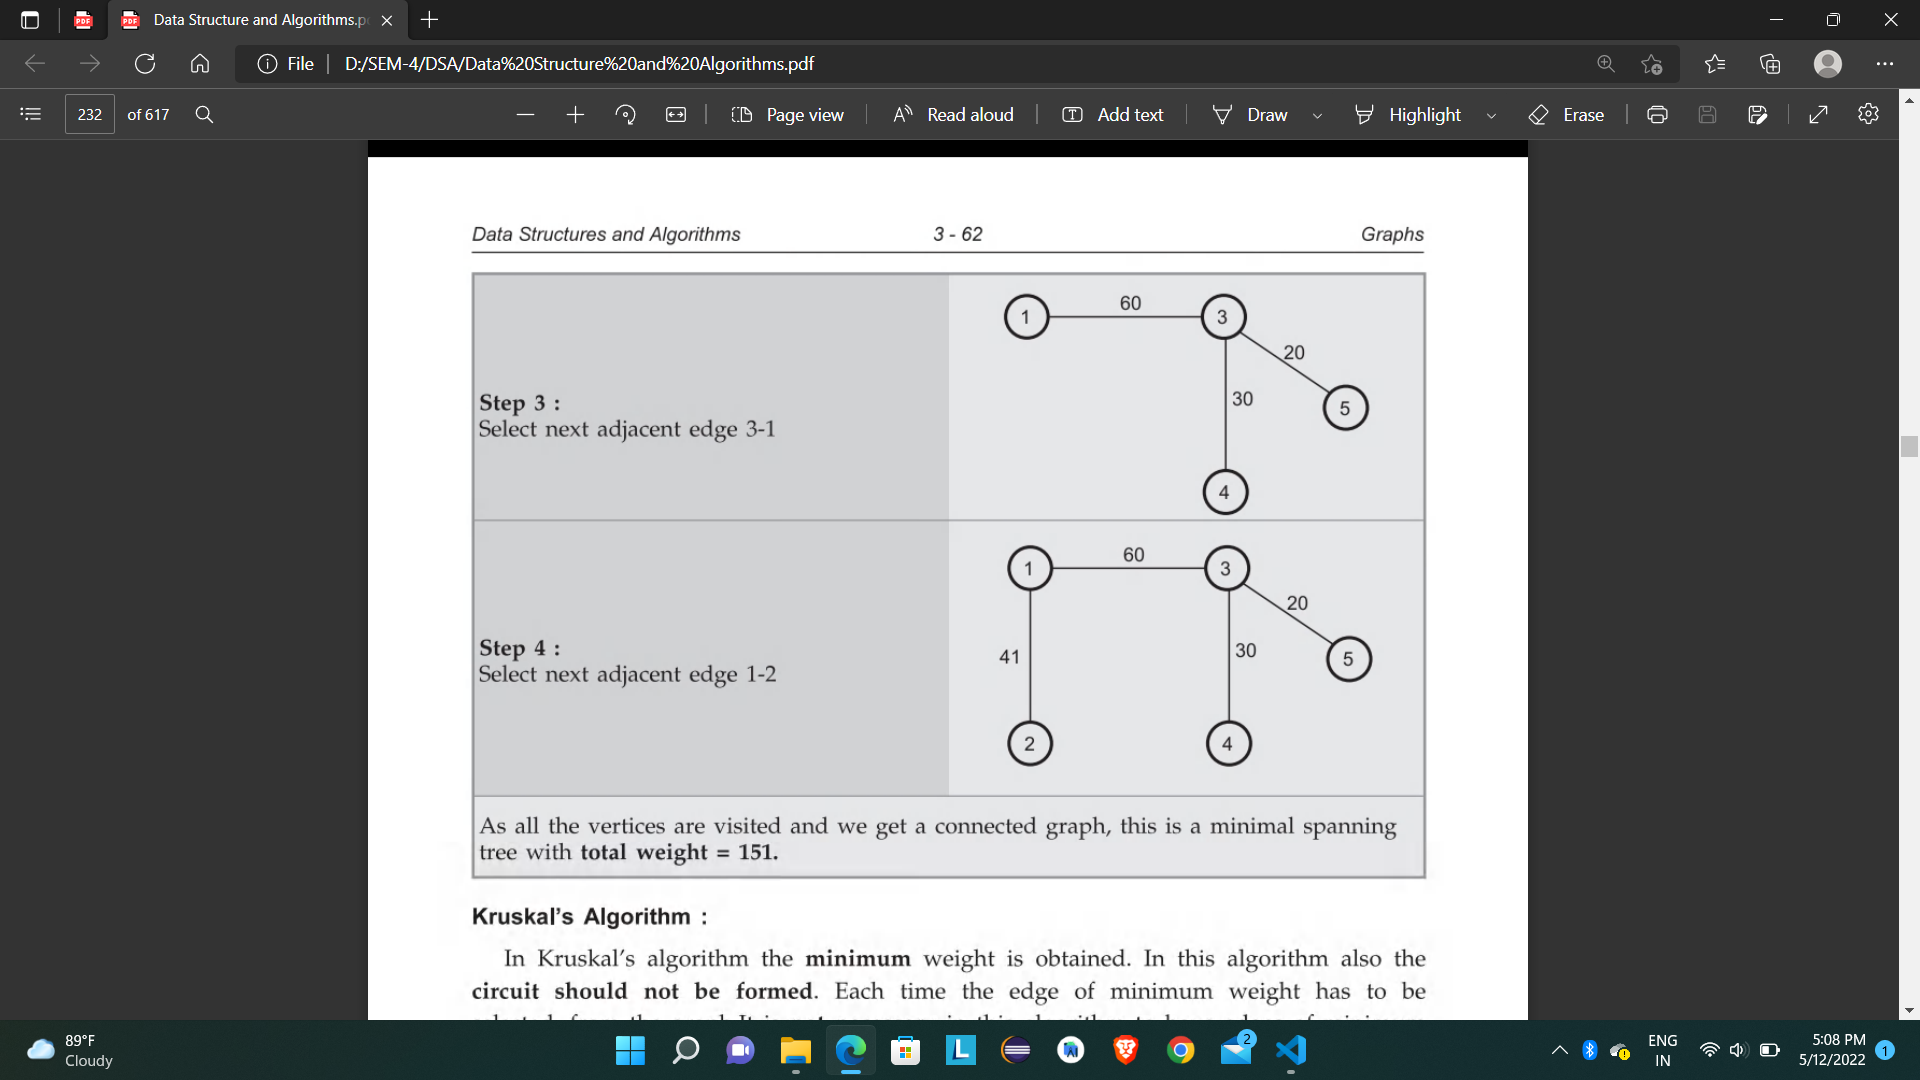 Data Structure and Algorithms.p
File
D:/SEM-4/DSA/Data%20Structure%20and%20Algorithms.pdf
232 of 617
Page view
Read aloud
Add text
Draw
Highlight
Erase
Data Structures and Algorithms 3 - 62 Graphs
Step 3 :
Select next adjacent edge 3-1
1 60 3
20
30
5
4
Step 4 :
Select next adjacent edge 1-2
1 60 3
20
41
30
5
2
4
As all the vertices are visited and we get a connected graph, this is a minimal spanning
tree with total weight = 151.
Kruskal's Algorithm :
In Kruskal's algorithm the minimum weight is obtained. In this algorithm also the
circuit should not be formed. Each time the edge of minimum weight has to be
89°F
Cloudy
2
ENG
IN
5:08 PM
5/12/2022
1